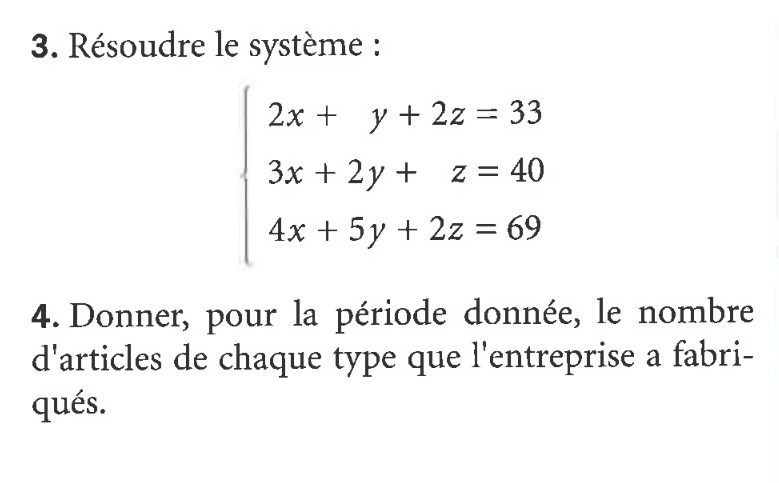 3. Résoudre le système :
2x + y + 2z = 33
3x + 2y + z = 40
4x + 5y + 2z = 69
4. Donner, pour la période donnée, le nombre
d'articles de chaque type que l'entreprise a fabri-
qués.